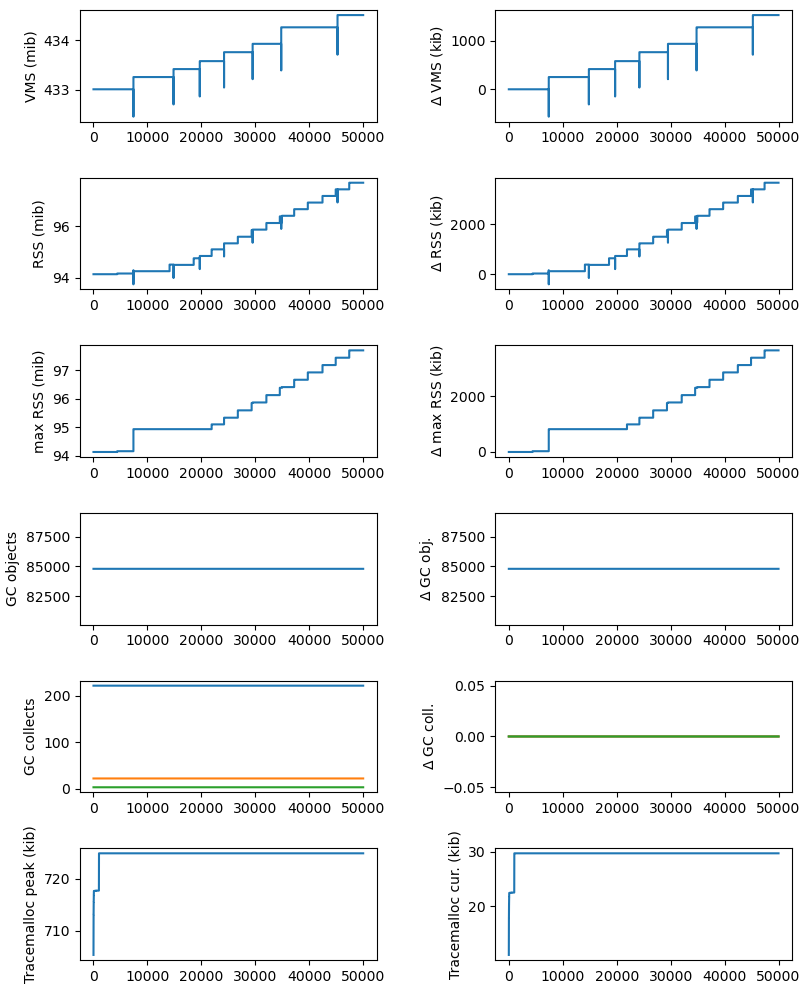 VMS (mib)
434
433
0 10000 20000 30000 40000 50000
Δ VMS (kib)
1000
0
0 10000 20000 30000 40000 50000
RSS (mib)
96
94
0 10000 20000 30000 40000 50000
Δ RSS (kib)
2000
0
0 10000 20000 30000 40000 50000
max RSS (mib)
97
96
95
94
0 10000 20000 30000 40000 50000
Δ max RSS (kib)
2000
0
0 10000 20000 30000 40000 50000
GC objects
87500
85000
82500
0 10000 20000 30000 40000 50000
Δ GC obj.
87500
85000
82500
0 10000 20000 30000 40000 50000
GC collects
200
100
0
0 10000 20000 30000 40000 50000
Δ GC coll.
0.05
0.00
−0.05
0 10000 20000 30000 40000 50000
Tracemalloc peak (kib)
720
710
0 10000 20000 30000 40000 50000
Tracemalloc cur. (kib)
30
20
0 10000 20000 30000 40000 50000